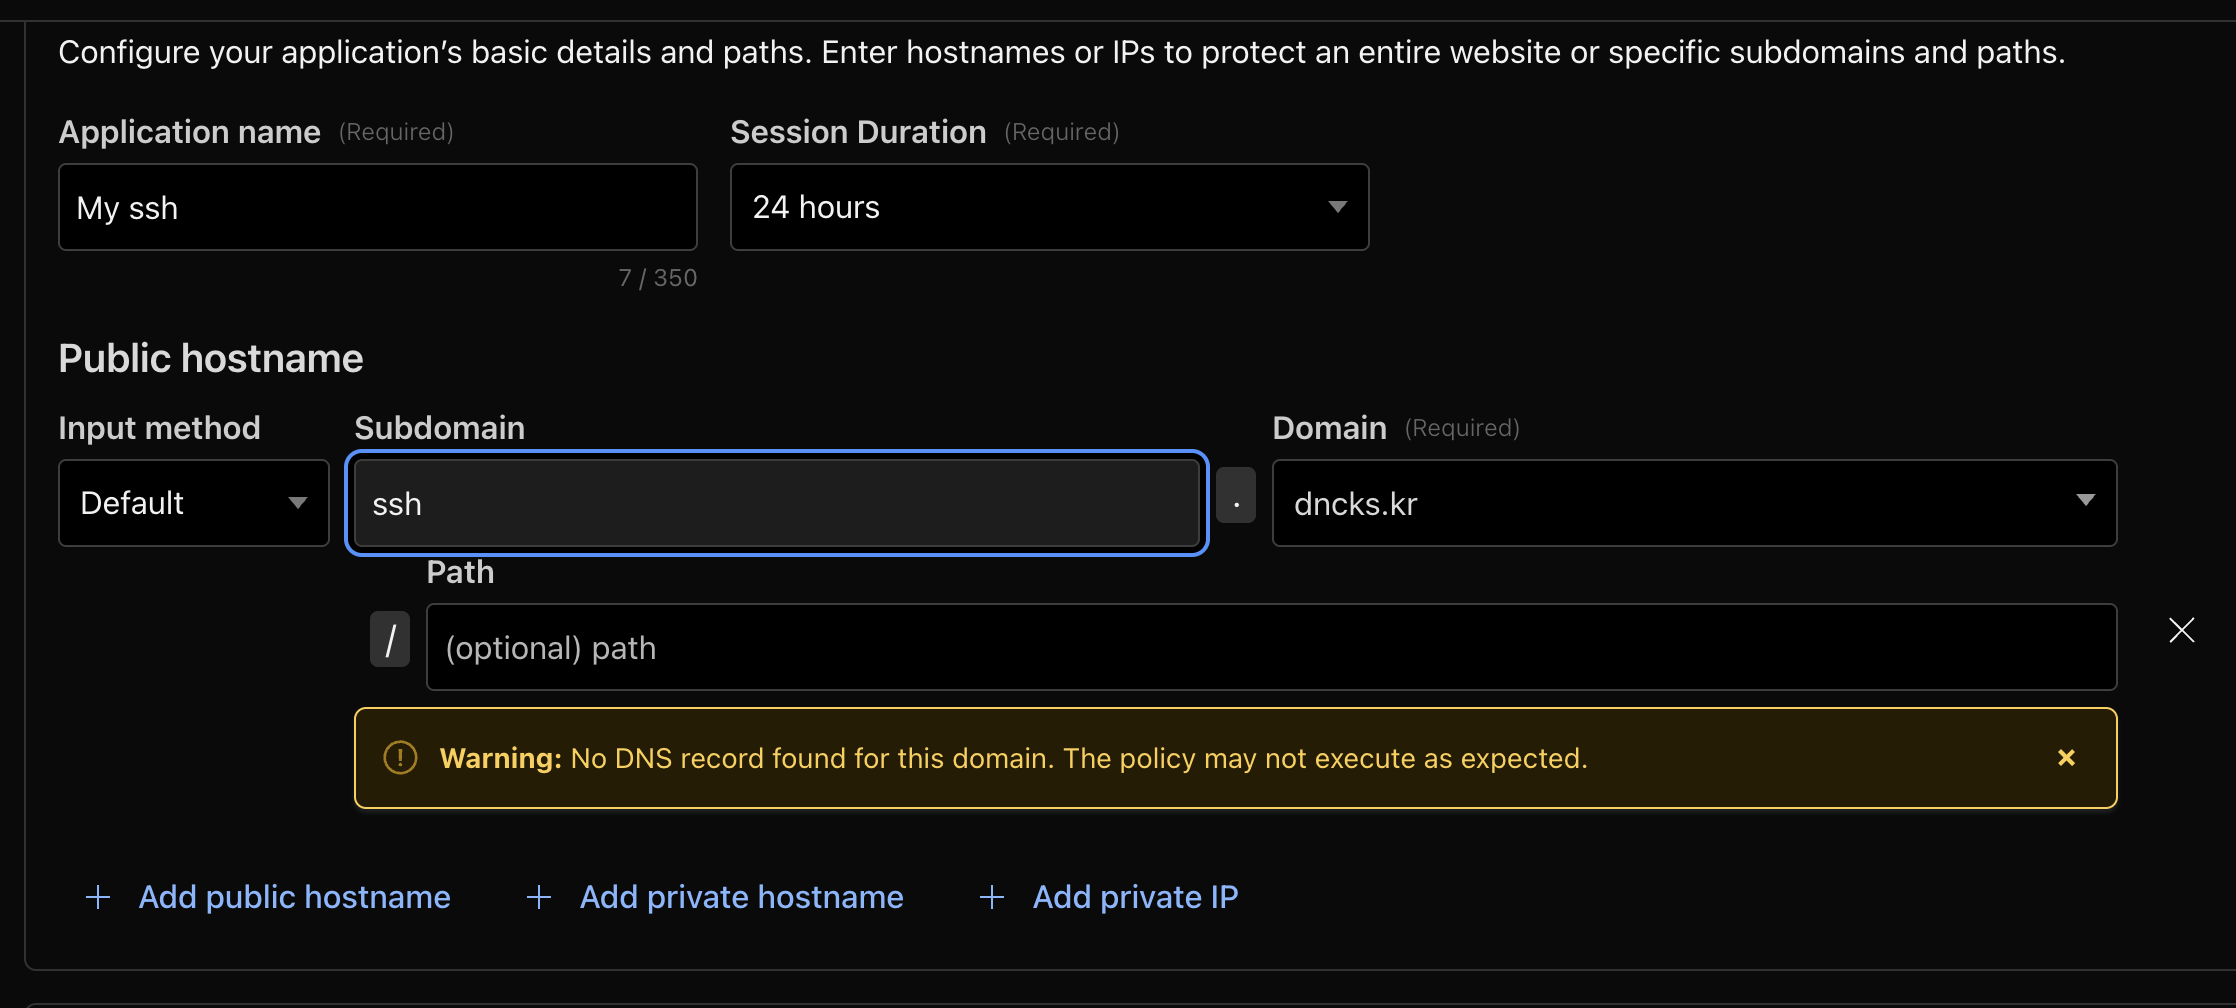 Configure your application's basic details and paths. Enter hostnames or IPs to protect an entire website or specific subdomains and paths.
Application name (Required) Session Duration (Required)
My ssh 24 hours
7 / 350
Public hostname
Input method Subdomain Domain (Required)
Default ssh . dncks.kr
Path
/ (optional) path
Warning: No DNS record found for this domain. The policy may not execute as expected.
+ Add public hostname + Add private hostname + Add private IP